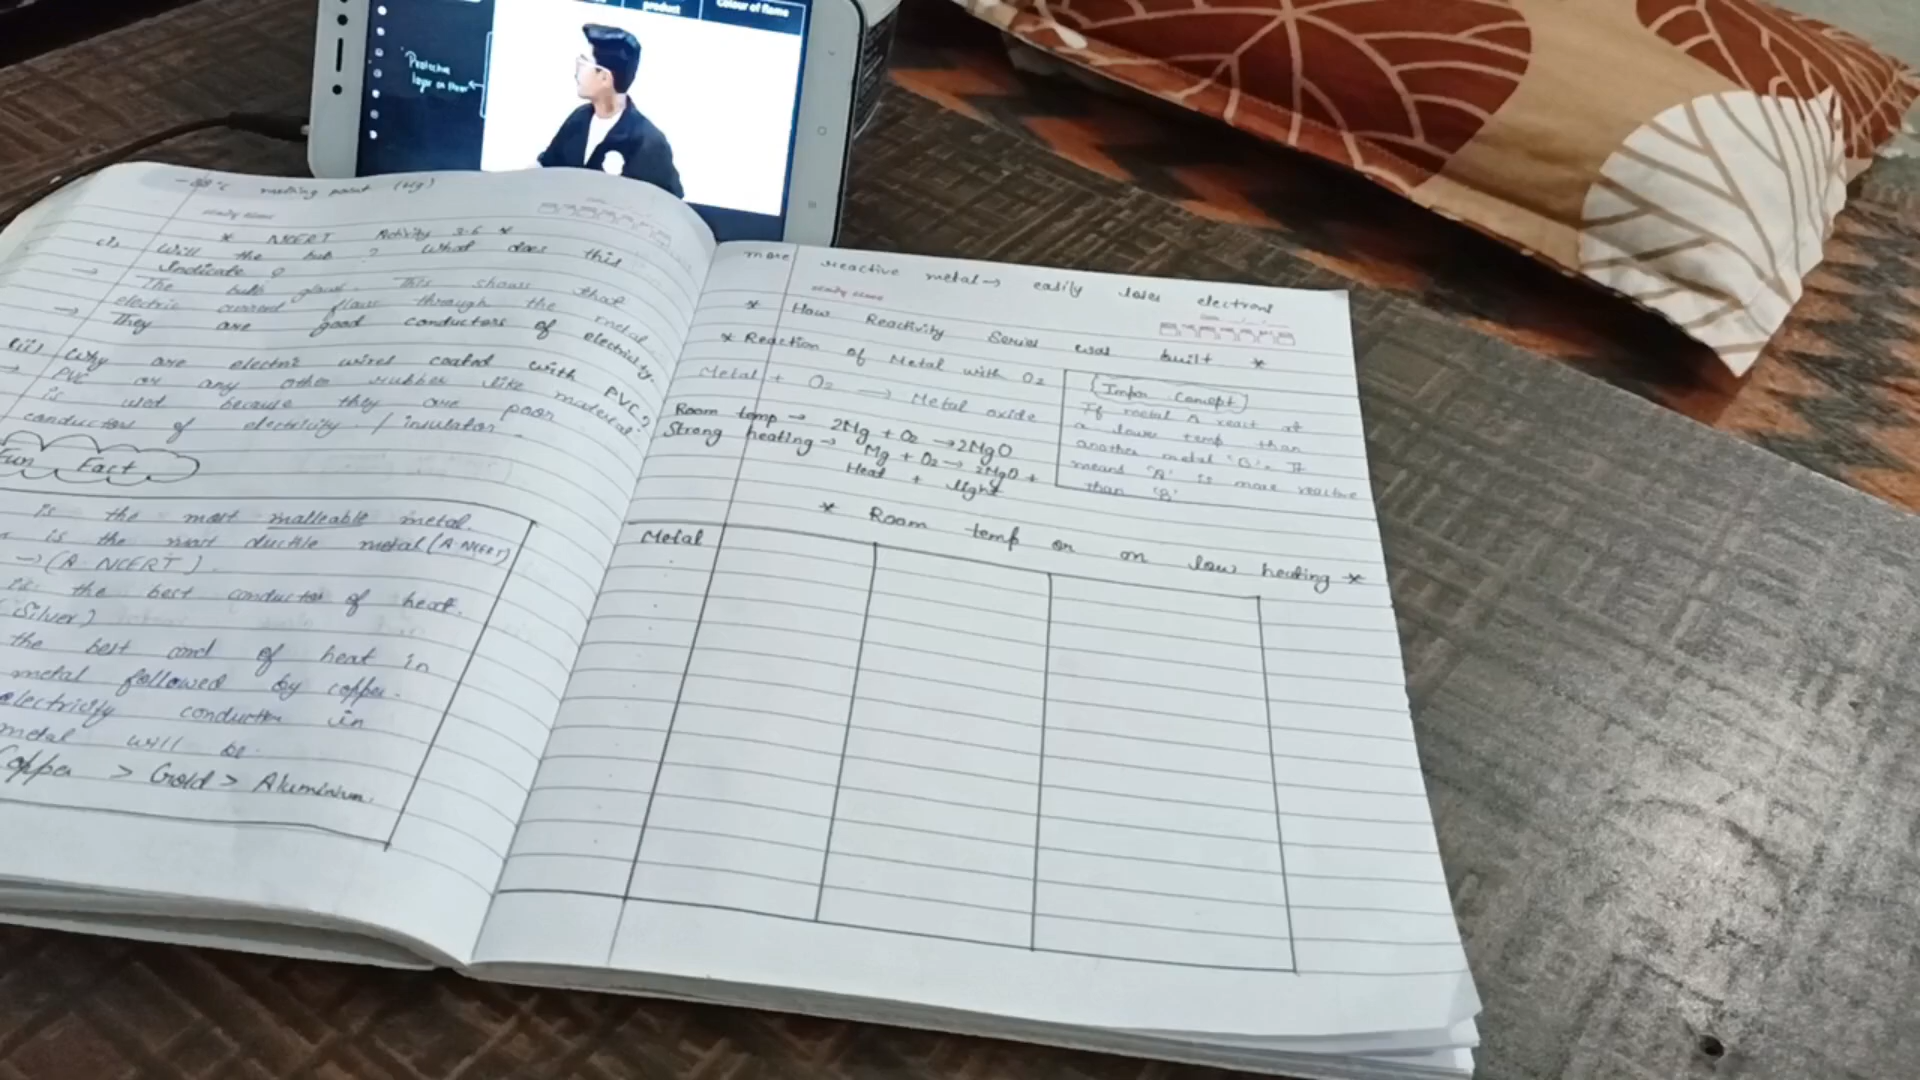 product
Colour of flame
Protective
layer on them
-38°c melting point (Hg)
* NCERT Activity 3.6 *
Will the bulb ? What does this
Indicate ?
→ The bulb glows. This shows that
electric current flows through the metal.
→ They are good conductors of electricity.
(ii) Why are electric wires coated with PVC?
→ PVC or any other rubber like material
is used because they are poor
conductors of electricity / insulator.
Fun Fact
is the most malleable metal.
is the most ductile metal (A. NCERT)
→ (A. NCERT)
is the best conductor of heat.
(Silver)
the best cond of heat in
metal followed by copper.
electricity conduction in
metal will be
Copper > Gold > Aluminium.
more reactive metal → easily loses electrons
* How Reactivity Series was built *
* Reaction of Metal with O2
Metal + O2 → Metal oxide
Room temp → 2Mg + O2 → 2MgO
Strong heating → Mg + O2 → 2MgO +
Heat + light
(Impor Concept)
If metal A react at
a lower temp than
another metal 'B'. It
means 'A' is more reactive
than 'B'
* Room temp or on low heating *
Metal